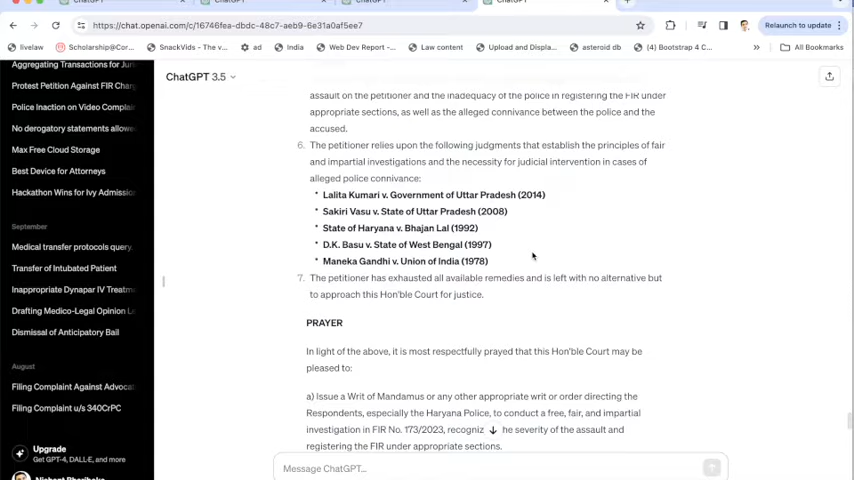 ChatGPT
ChatGPT
https://chat.openai.com/c/16746fea-dbdc-48c7-aeb9-6e31a0af5ee7
Relaunch to update
livelaw
Scholarship@Cor...
SnackVids - The v...
ad
India
Web Dev Report -...
Law content
Upload and Displa...
asteroid db
(4) Bootstrap 4 C...
»
All Bookmarks
Aggregating Transactions for Juri
Protest Petition Against FIR Char
Police Inaction on Video Complai
No derogatory statements allowe
Max Free Cloud Storage
Best Device for Attorneys
Hackathon Wins for Ivy Admissio
September
Medical transfer protocols query.
Transfer of Intubated Patient
Inappropriate Dynapar IV Treatm
Drafting Medico-Legal Opinion L
Dismissal of Anticipatory Bail
August
Filing Complaint Against Advoca
Filing Complaint u/s 340CrPC
Upgrade
Get GPT-4, DALL-E, and more
ChatGPT 3.5
assault on the petitioner and the inadequacy of the police in registering the FIR under
appropriate sections, as well as the alleged connivance between the police and the
accused.
6. The petitioner relies upon the following judgments that establish the principles of fair
and impartial investigations and the necessity for judicial intervention in cases of
alleged police connivance:
• Lalita Kumari v. Government of Uttar Pradesh (2014)
• Sakiri Vasu v. State of Uttar Pradesh (2008)
• State of Haryana v. Bhajan Lal (1992)
• D.K. Basu v. State of West Bengal (1997)
• Maneka Gandhi v. Union of India (1978)
7. The petitioner has exhausted all available remedies and is left with no alternative but
to approach this Hon'ble Court for justice.
PRAYER
In light of the above, it is most respectfully prayed that this Hon'ble Court may be
pleased to:
a) Issue a Writ of Mandamus or any other appropriate writ or order directing the
Respondents, especially the Haryana Police, to conduct a free, fair, and impartial
investigation in FIR No. 173/2023, recogniz he severity of the assault and
registering the FIR under appropriate sections.
Message ChatGPT...